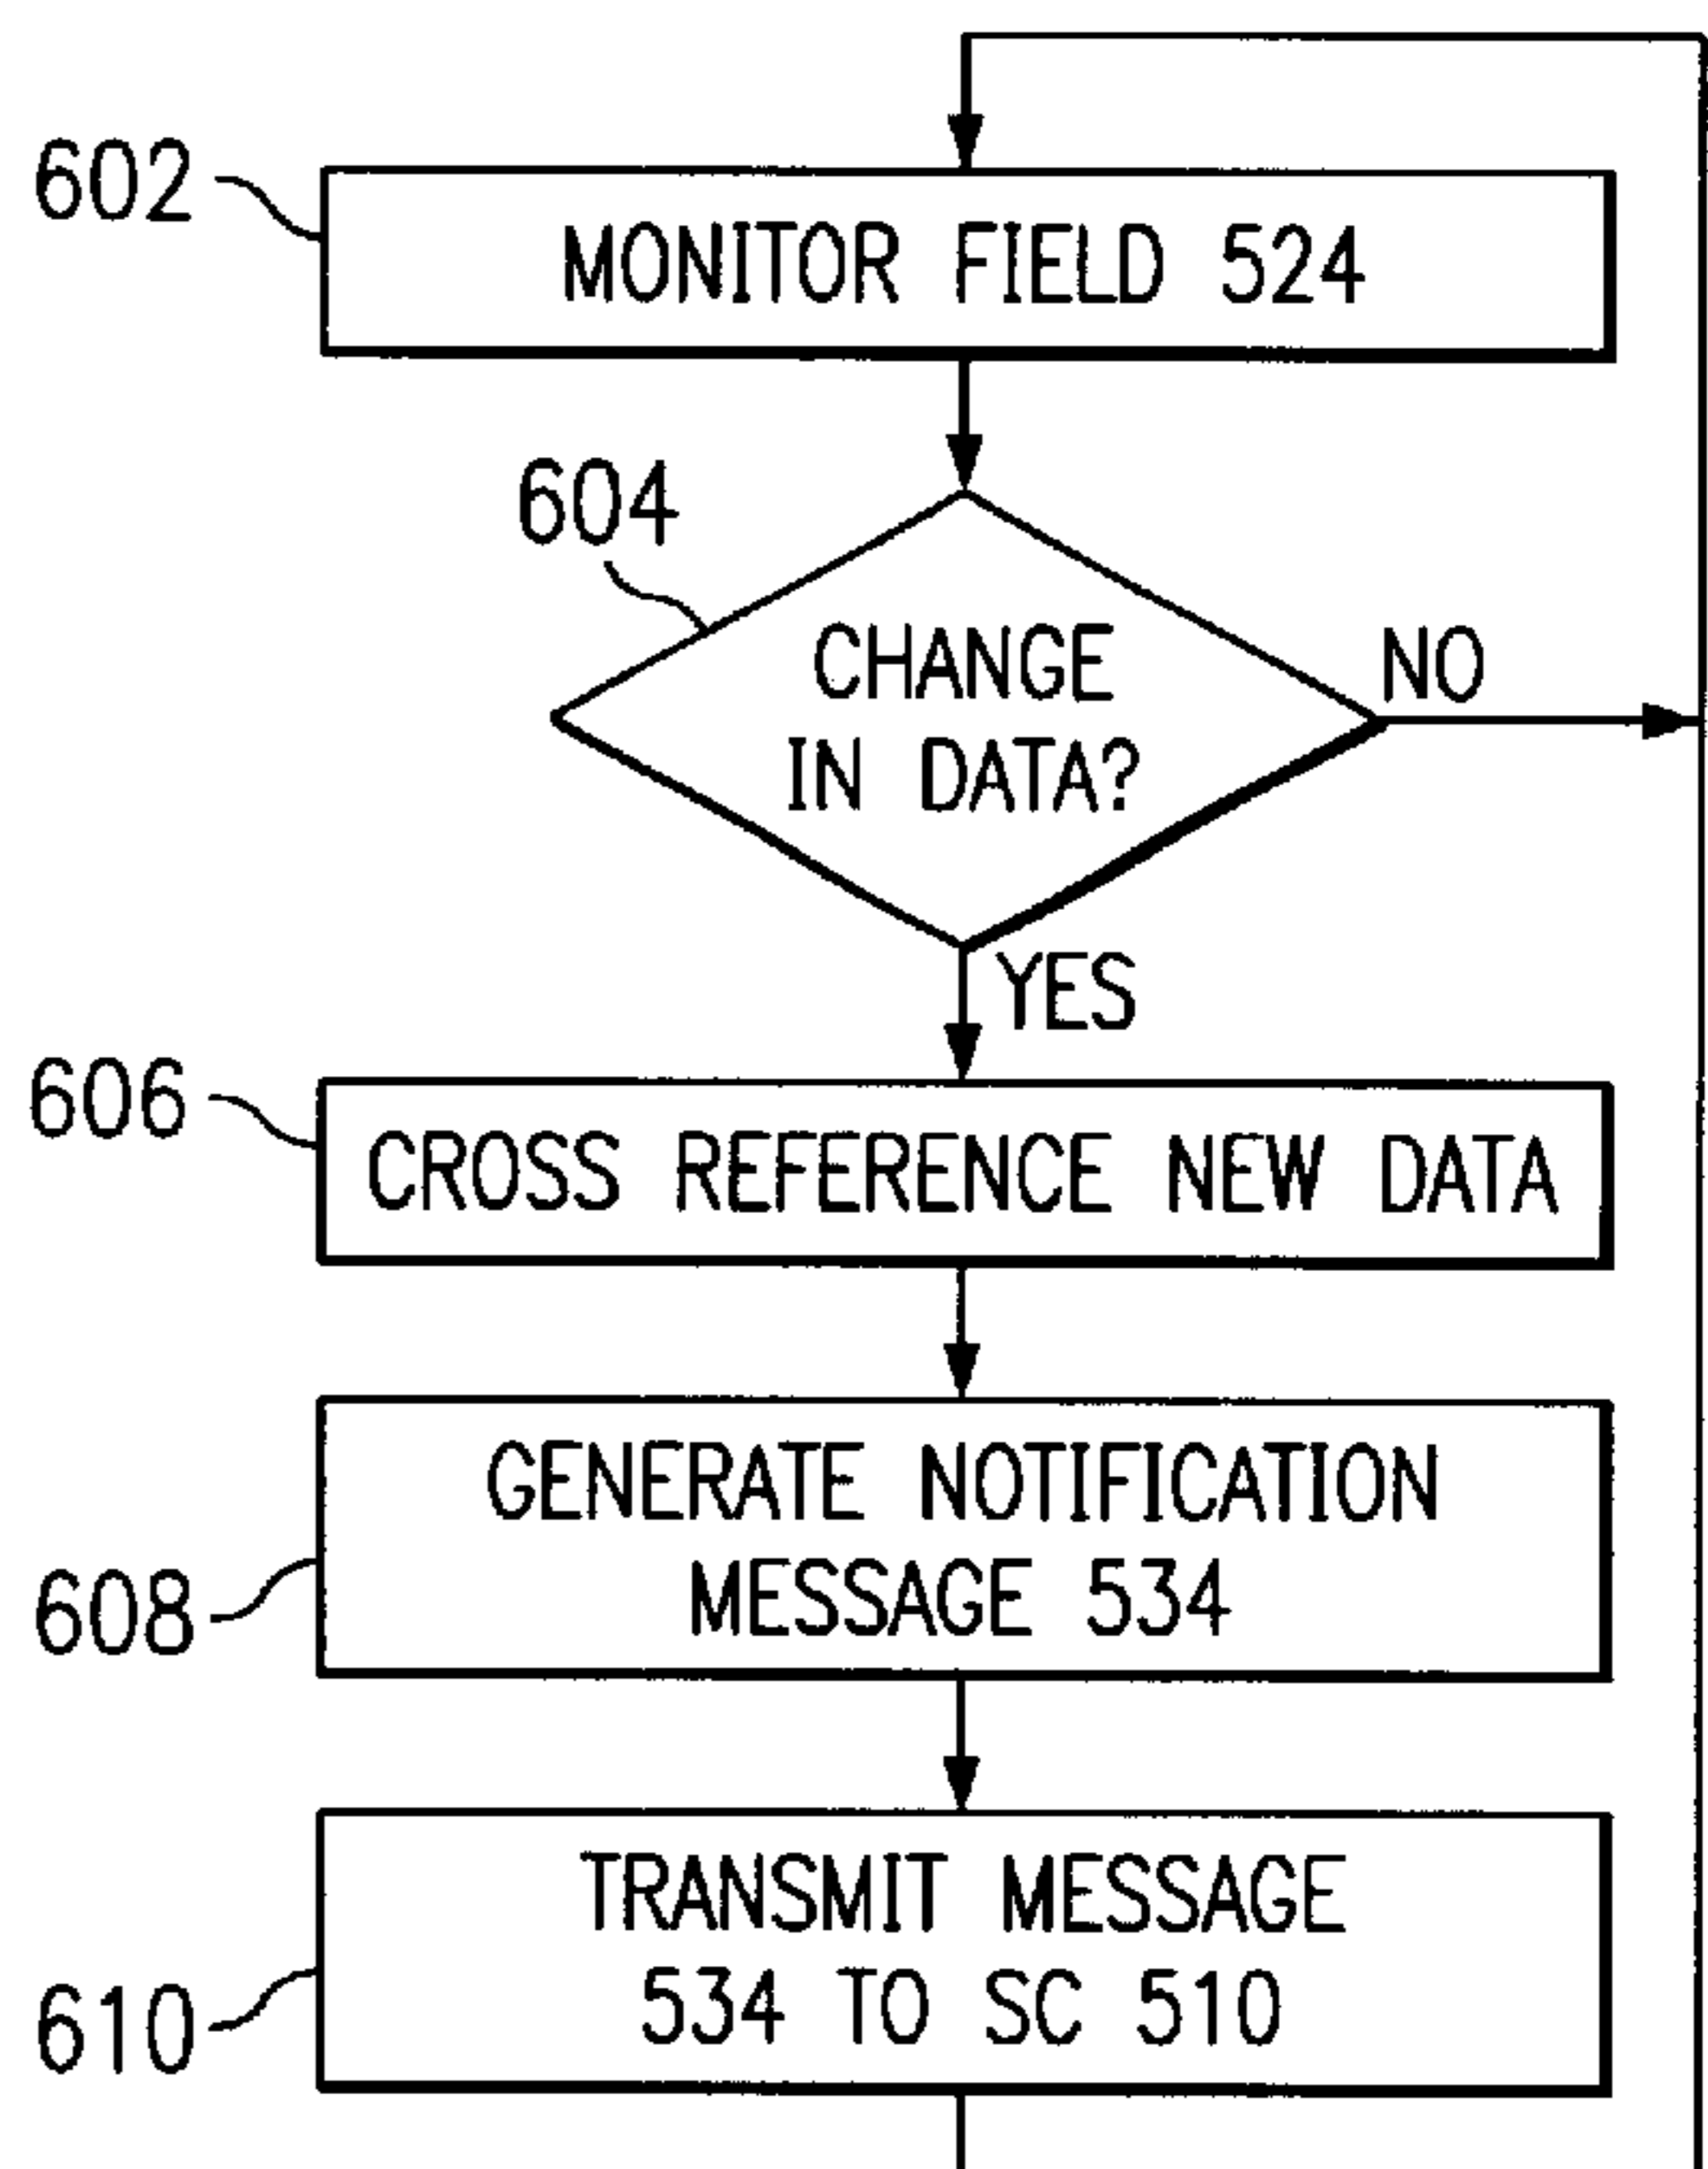 602
MONITOR FIELD 524
604
CHANGE
IN DATA?
NO
YES
606
CROSS REFERENCE NEW DATA
GENERATE NOTIFICATION
MESSAGE 534
608
TRANSMIT MESSAGE
534 TO SC 510
610